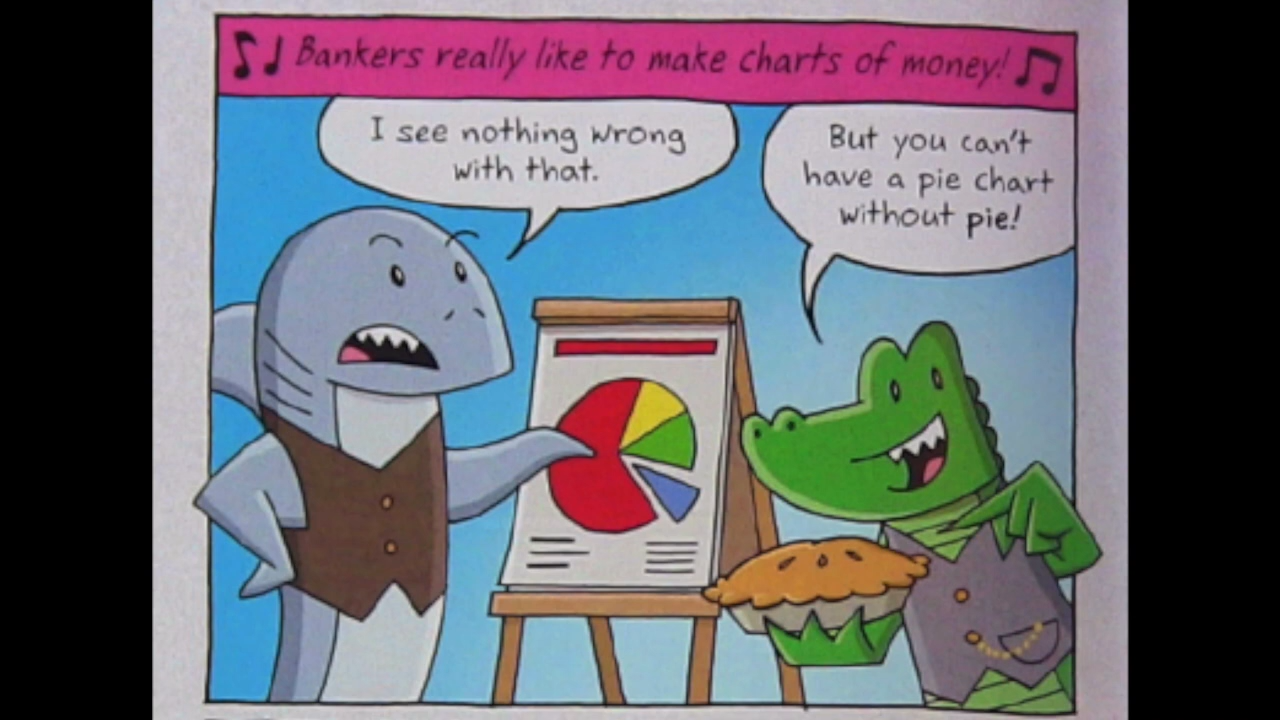 Bankers really like to make charts of money!
I see nothing wrong
with that.
But you can't
have a pie chart
without pie!